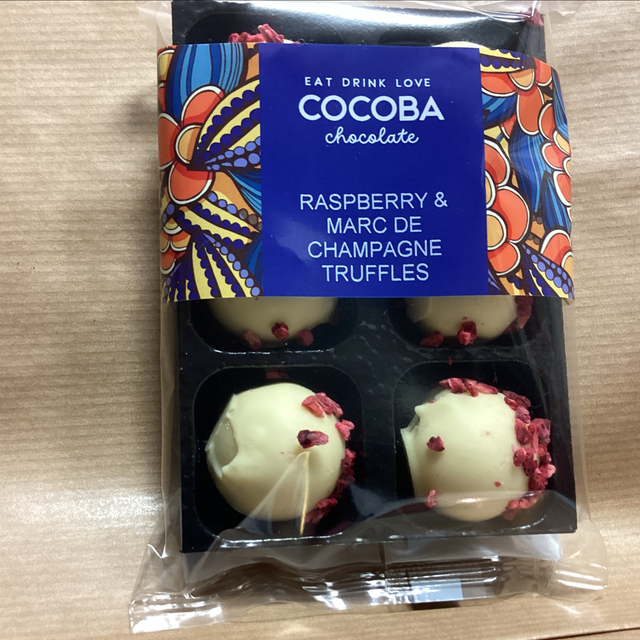 EAT DRINK LOVE
COCOBA
chocolate
RASPBERRY &
MARC DE
CHAMPAGNE
TRUFFLES